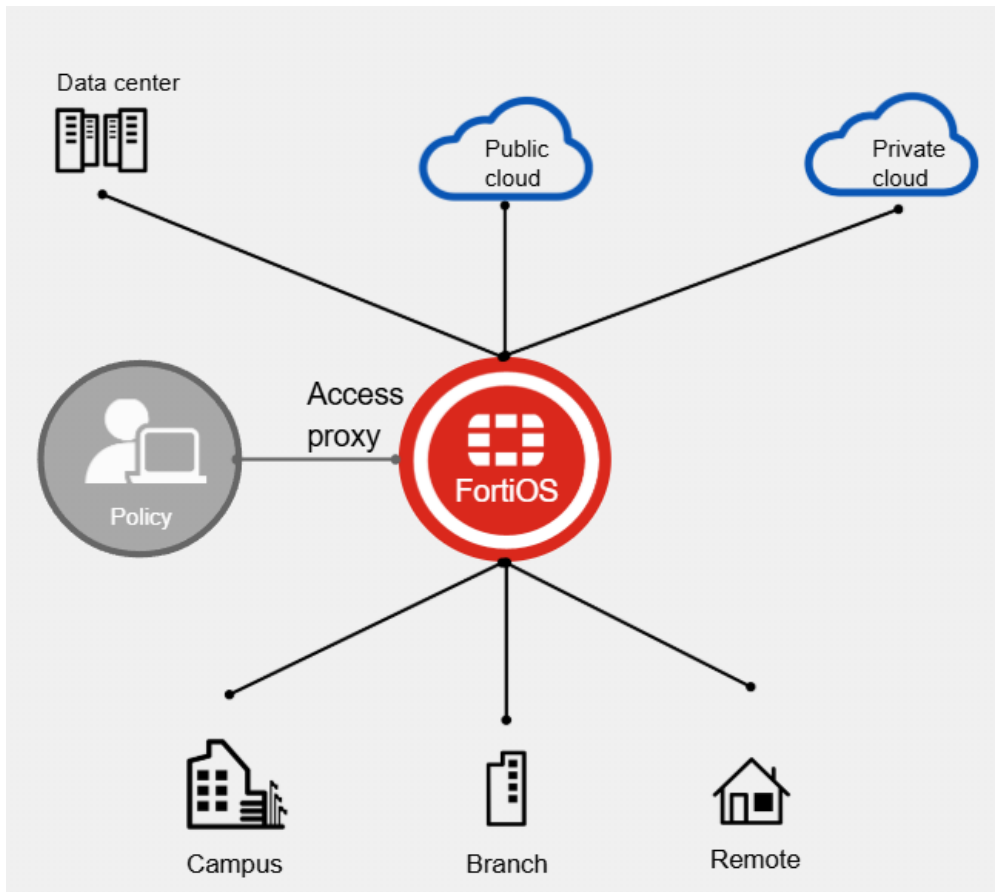 Data center
Public
cloud
Private
cloud
Access
proxy
FortiOS
Policy
Campus
Branch
Remote